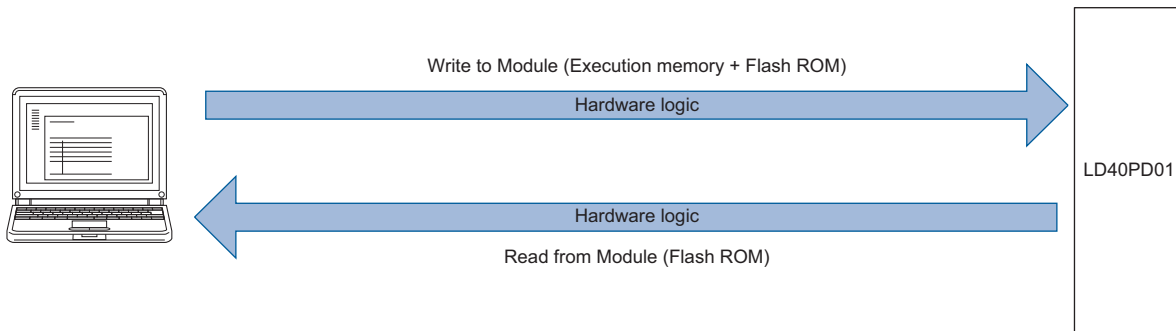 Write to Module (Execution memory + Flash ROM)
Hardware logic
LD40PD01
Hardware logic
Read from Module (Flash ROM)